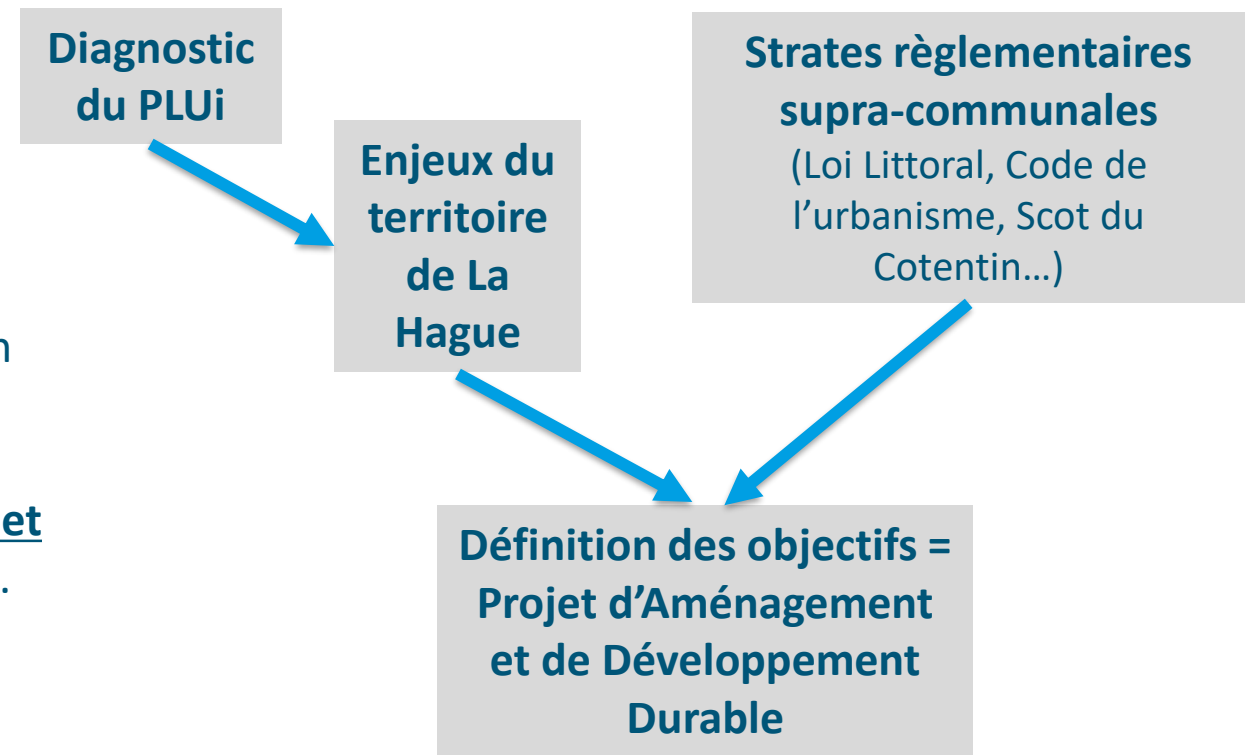 Diagnostic
du PLUi
Strates règlementaires
supra-communales
(Loi Littoral, Code de
l’urbanisme, Scot du
Cotentin…)
Enjeux du
territoire
de La
Hague
n
et
.
Définition des objectifs =
Projet d’Aménagement
et de Développement
Durable